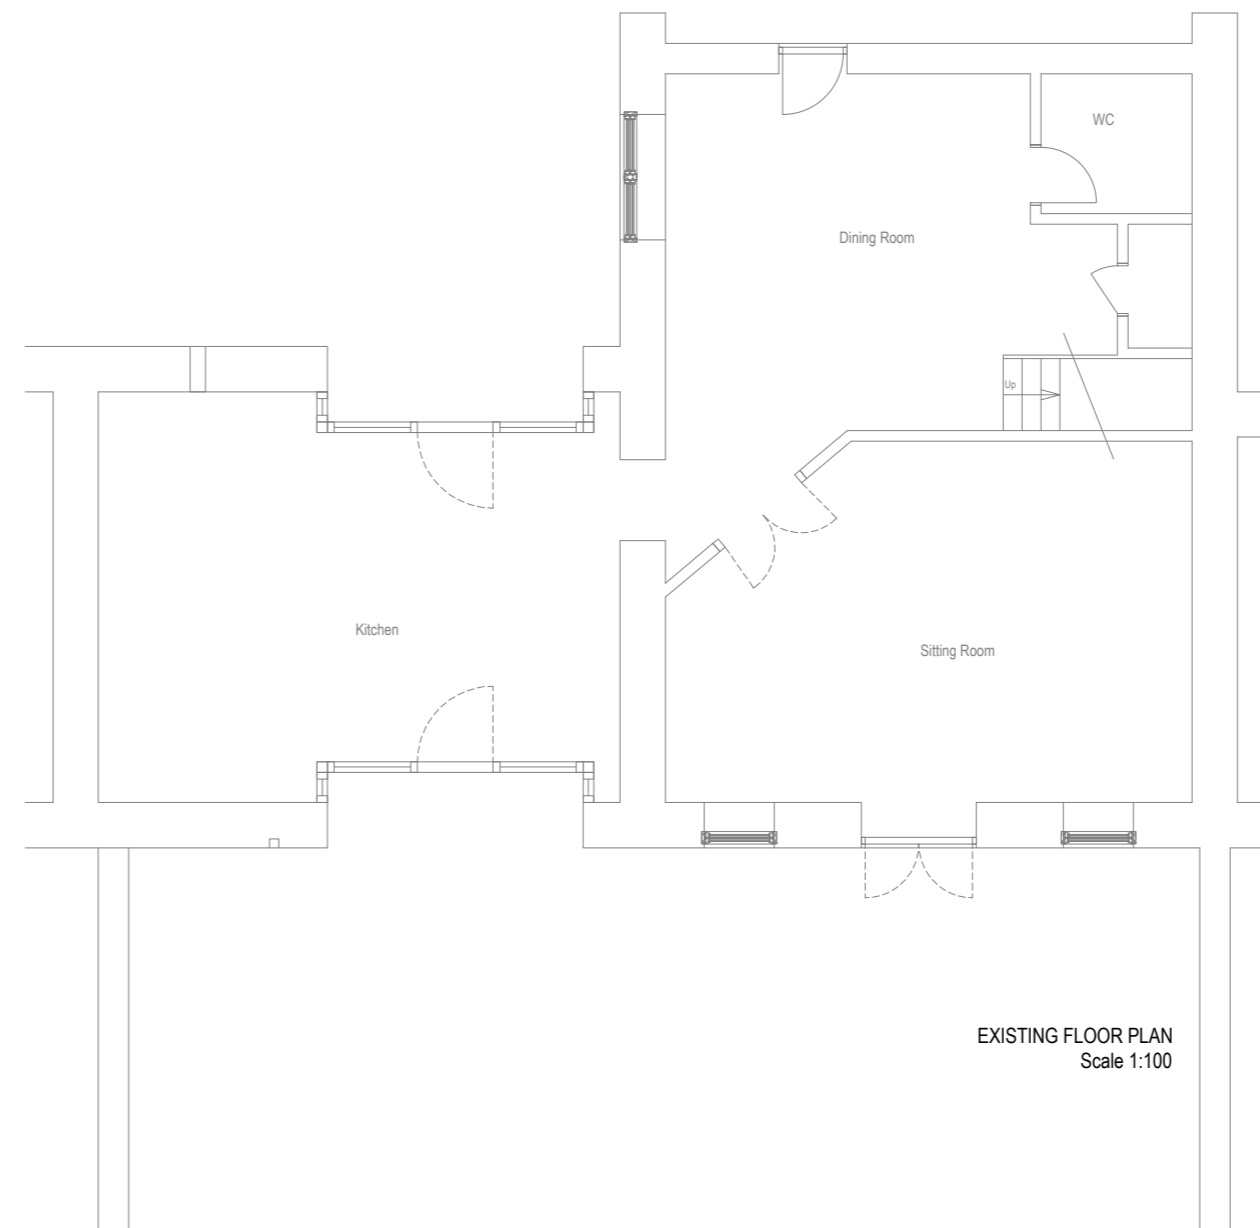 WC
Dining Room
Up
Kitchen
Sitting Room
EXISTING FLOOR PLAN
Scale 1:100